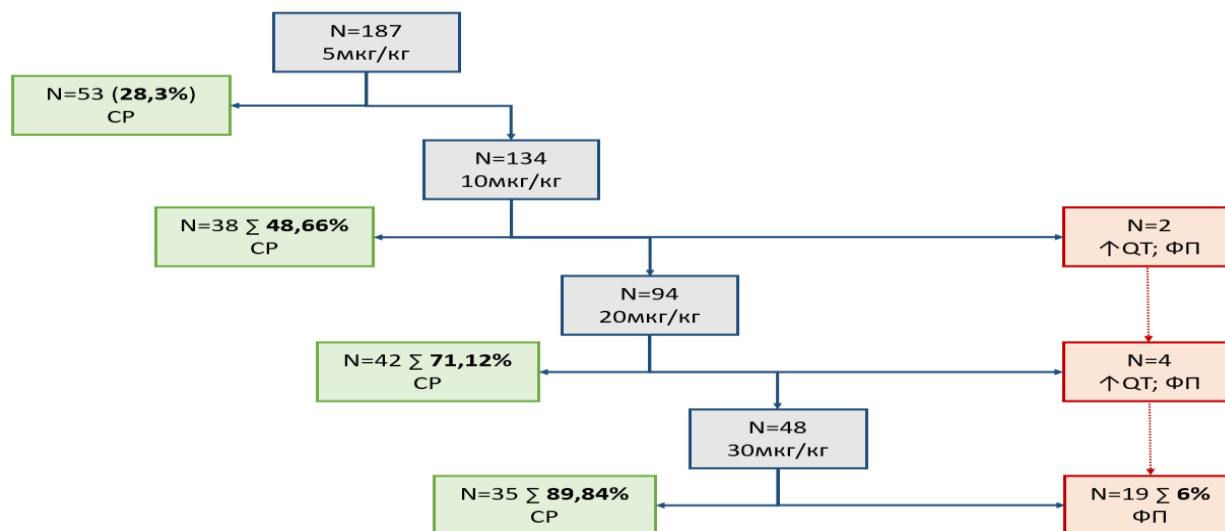 N=187
5мкг/кг
N=53 (28,3%)
СР
N=134
10мкг/кг
N=38 ∑ 48,66%
СР
N=2
↑QT; ФП
N=94
20мкг/кг
N=42 ∑ 71,12%
СР
N=4
↑QT; ФП
N=48
30мкг/кг
N=35 ∑ 89,84%
СР
N=19 ∑ 6%
ФП